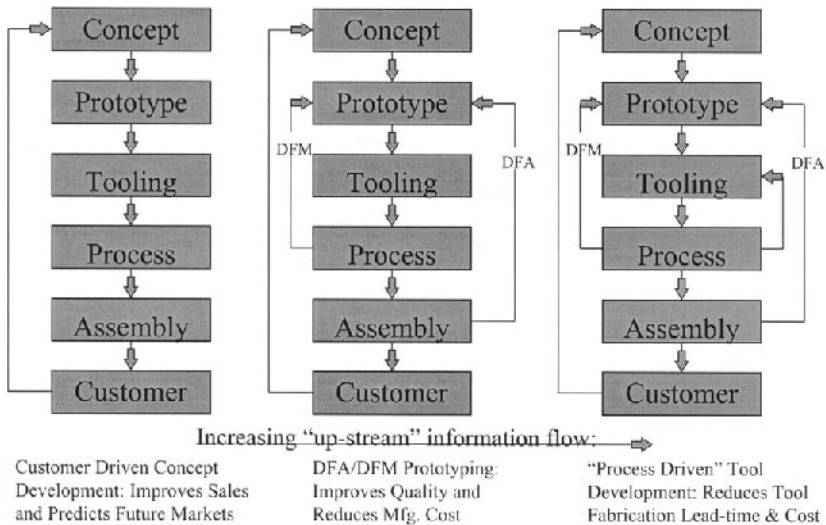 Concept
Prototype
Tooling
Process
Assembly
Customer
Concept
Prototype
DFM
DFA
Tooling
Process
Assembly
Customer
Concept
Prototype
DFM
DFA
Tooling
Process
Assembly
Customer
Increasing “up-stream” information flow:
Customer Driven Concept
Development: Improves Sales
and Predicts Future Markets
DFA/DFM Prototyping:
Improves Quality and
Reduces Mfg. Cost
“Process Driven” Tool
Development: Reduces Tool
Fabrication Lead-time & Cost